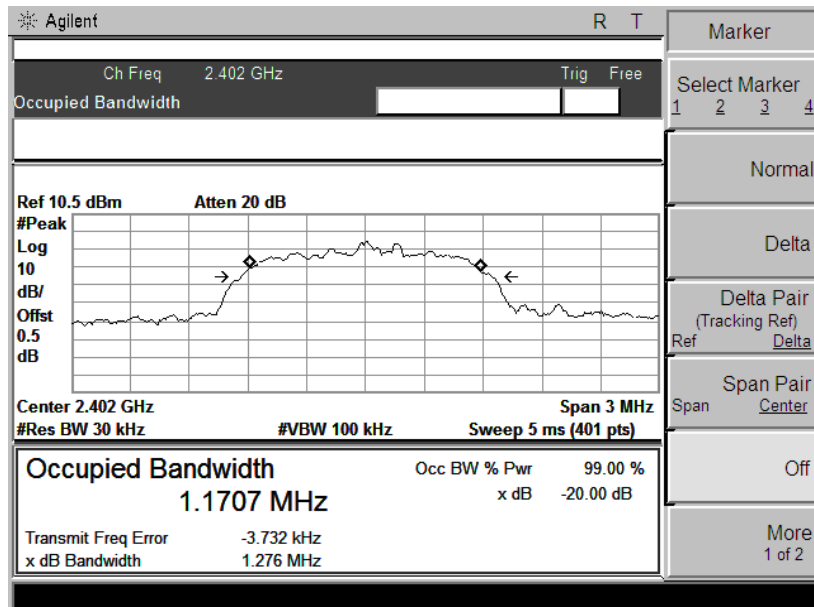 Agilent R T
Ch Freq 2.402 GHz Trig Free
Occupied Bandwidth
Ref 10.5 dBm Atten 20 dB
#Peak
Log
10
dB/
Offst
0.5
dB
Center 2.402 GHz Span 3 MHz
#Res BW 30 kHz #VBW 100 kHz Sweep 5 ms (401 pts)
Occupied Bandwidth
1.1707 MHz
Occ BW % Pwr 99.00 %
x dB -20.00 dB
Transmit Freq Error -3.732 kHz
x dB Bandwidth 1.276 MHz
Marker
Select Marker
1 2 3 4
Normal
Delta
Delta Pair
(Tracking Ref)
Ref Delta
Span Pair
Span Center
Off
More
1 of 2